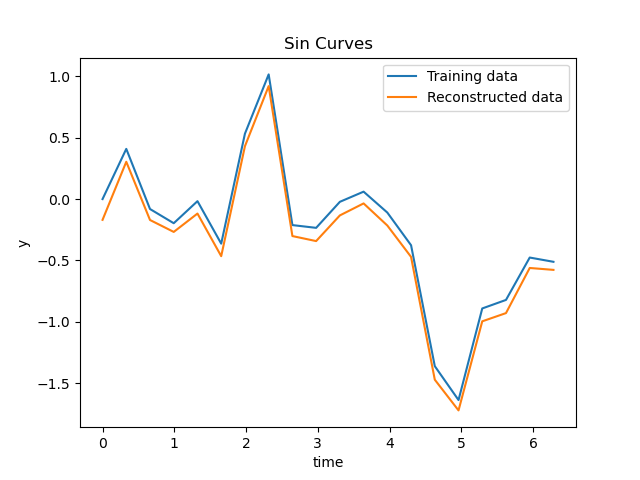 Sin Curves
Training data
Reconstructed data
1.0
0.5
0.0
−0.5
−1.0
−1.5
y
0 1 2 3 4 5 6
time